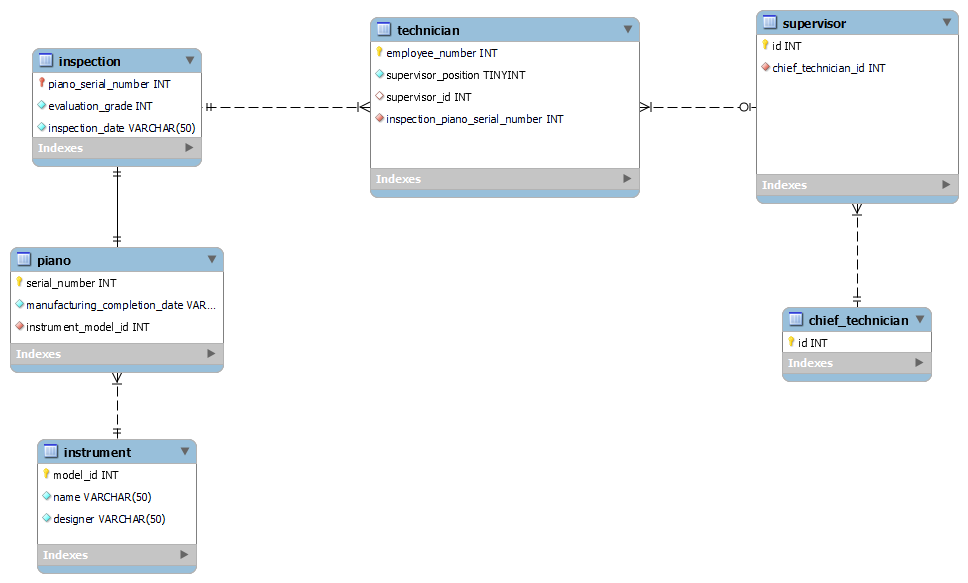 inspection
piano_serial_number INT
evaluation_grade INT
inspection_date VARCHAR(50)
Indexes
technician
employee_number INT
supervisor_position TINYINT
supervisor_id INT
inspection_piano_serial_number INT
Indexes
supervisor
id INT
chief_technician_id INT
Indexes
piano
serial_number INT
manufacturing_completion_date VAR...
instrument_model_id INT
Indexes
chief_technician
id INT
Indexes
instrument
model_id INT
name VARCHAR(50)
designer VARCHAR(50)
Indexes